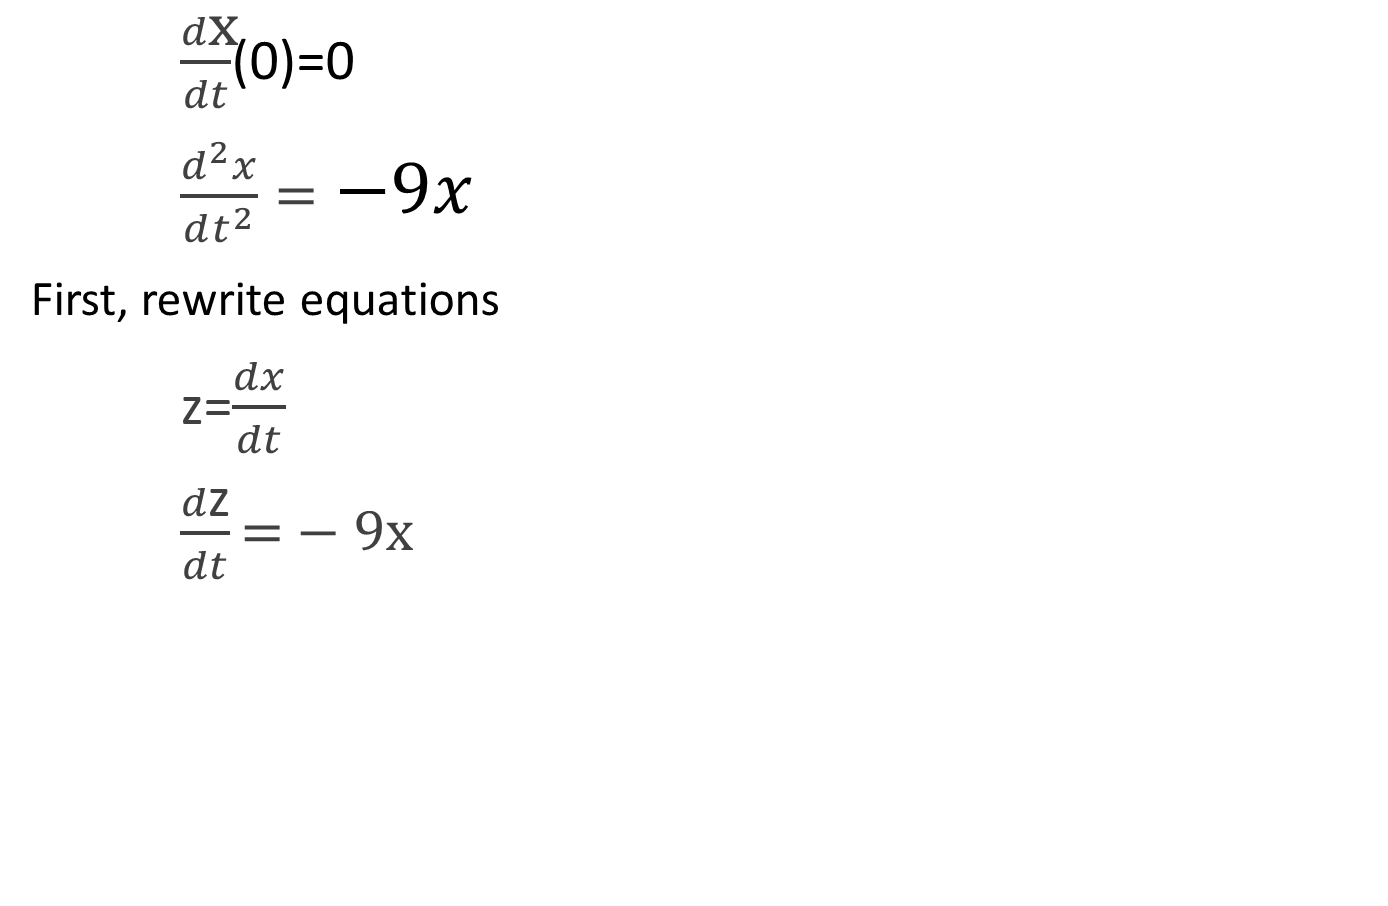 dx/dt(0)=0
d²x/dt² = −9x
First, rewrite equations
z=dx/dt
dz/dt = − 9x